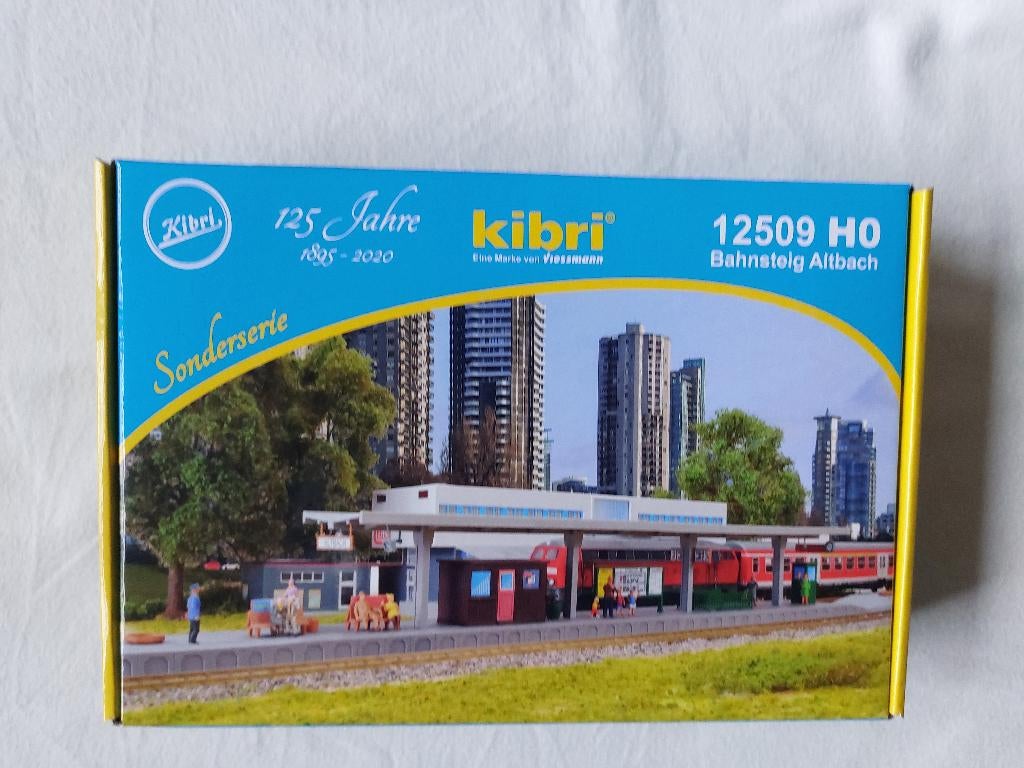 Kibri
125 Jahre
1895 - 2020
kibri®
Eine Marke von Viessmann
12509 H0
Bahnsteig Altbach
Sonderserie